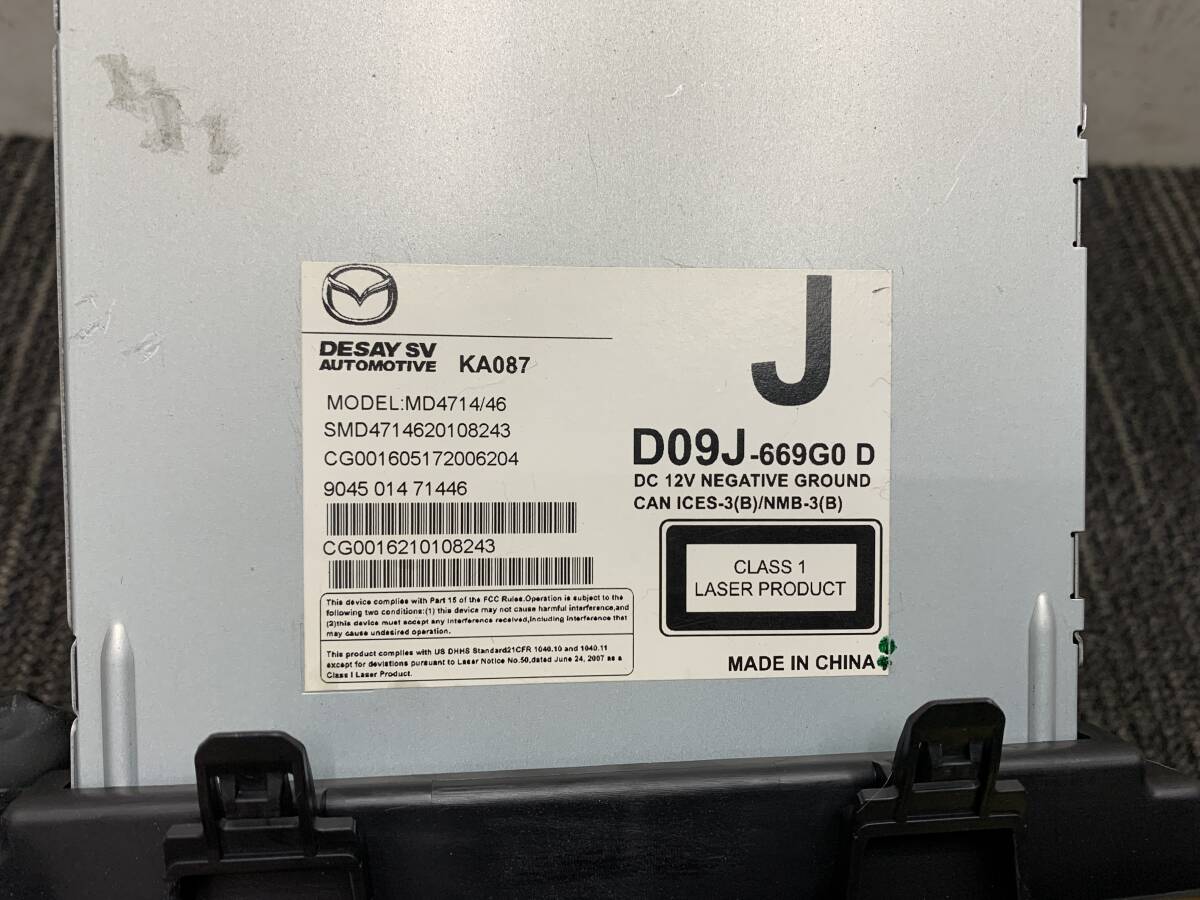 J
DESAY SV
AUTOMOTIVE KA087
MODEL:MD4714/46
SMD4714620108243
CG001605172006204
9045 014 71446
CG0016210108243
This device complies with Part 15 of the FCC Rules.Operation is subject to the
following two conditions:(1) this device may not cause harmful interference,and
(2)this device must accept any interference received,including interference that
may cause undesired operation.
This product complies with US DHHS Standard21CFR 1040.10 and 1040.11
except for deviations pursuant to Laser Notice No.50,dated June 24, 2007 as a
Class I Laser Product.
D09J-669G0 D
DC 12V NEGATIVE GROUND
CAN ICES-3(B)/NMB-3(B)
CLASS 1
LASER PRODUCT
MADE IN CHINA